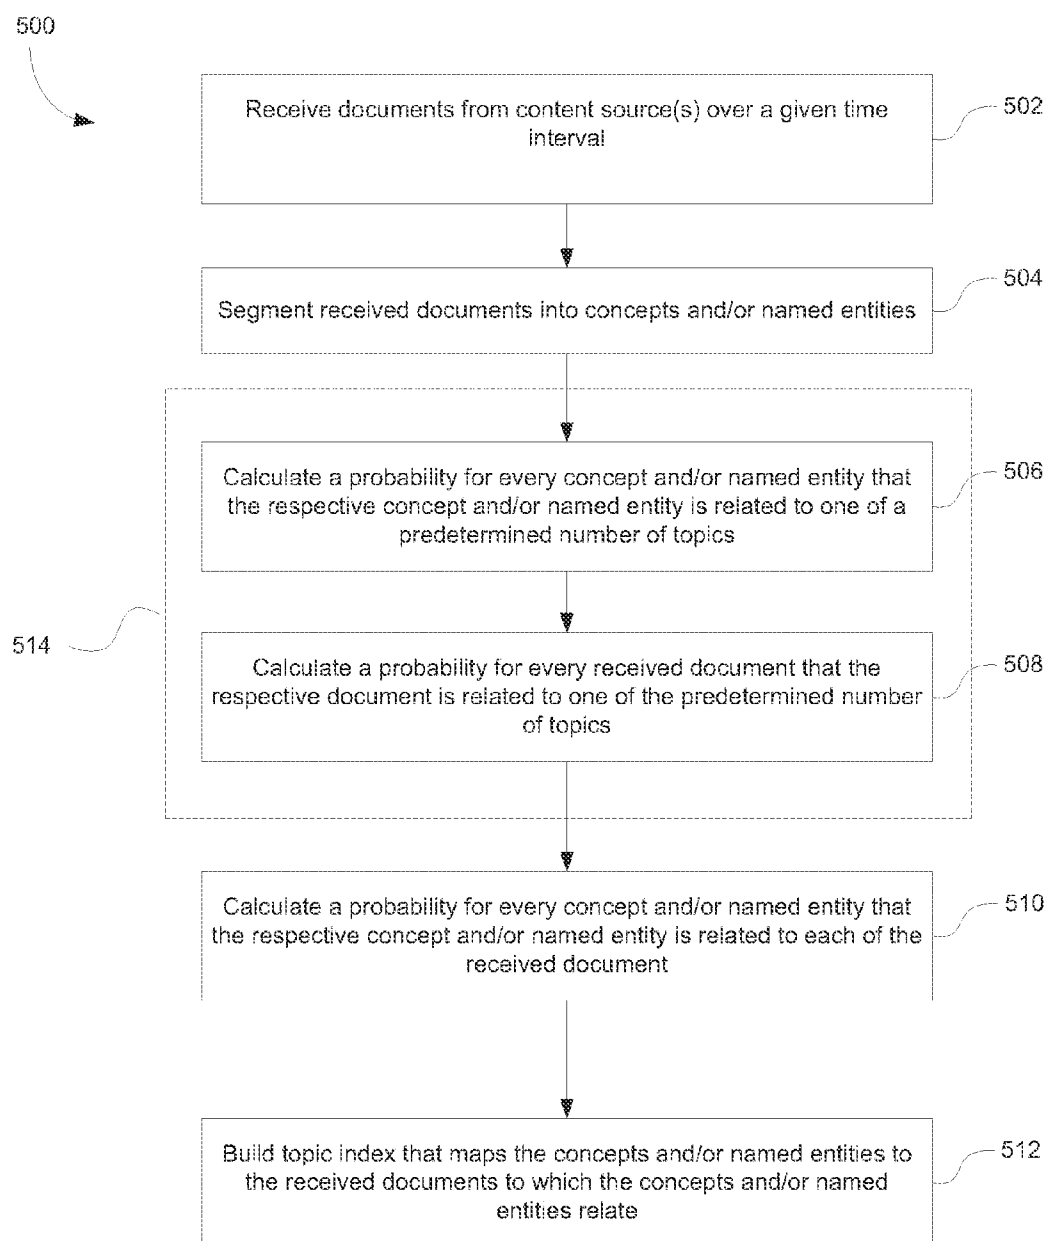 500
Receive documents from content source(s) over a given time
interval
502
Segment received documents into concepts and/or named entities
504
Calculate a probability for every concept and/or named entity that
the respective concept and/or named entity is related to one of a
predetermined number of topics
506
514
Calculate a probability for every received document that the
respective document is related to one of the predetermined number
of topics
508
Calculate a probability for every concept and/or named entity that
the respective concept and/or named entity is related to each of the
received document
510
Build topic index that maps the concepts and/or named entities to
the received documents to which the concepts and/or named
entities relate
512